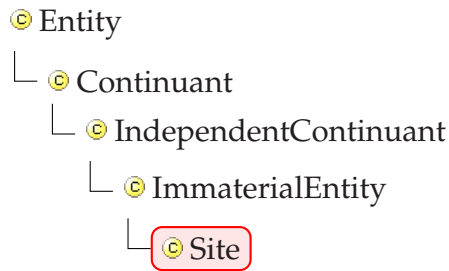 © Entity
© Continuant
© IndependentContinuant
© ImmaterialEntity
© Site